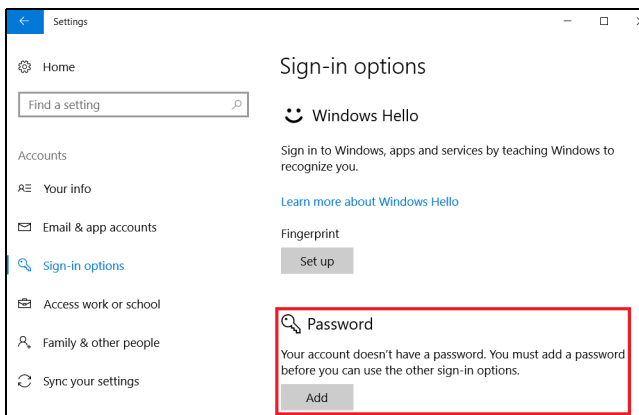 Settings
Home
Find a setting
Accounts
Your info
Email & app accounts
Sign-in options
Access work or school
Family & other people
Sync your settings
Sign-in options
Windows Hello
Sign in to Windows, apps and services by teaching Windows to
recognize you.
Learn more about Windows Hello
Fingerprint
Set up
Password
Your account doesn't have a password. You must add a password
before you can use the other sign-in options.
Add